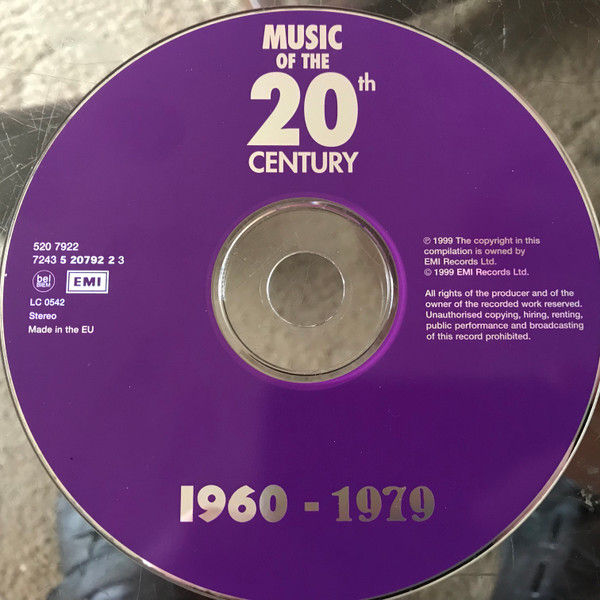 MUSIC
OF THE
20th
CENTURY
520 7922
7243 5 20792 2 3
bel
BIEM
EMI
LC 0542
Stereo
Made in the EU
℗ 1999 The copyright in this
compilation is owned by
EMI Records Ltd.
© 1999 EMI Records Ltd.
All rights of the producer and of the
owner of the recorded work reserved.
Unauthorised copying, hiring, renting,
public performance and broadcasting
of this record prohibited.
1960 - 1979